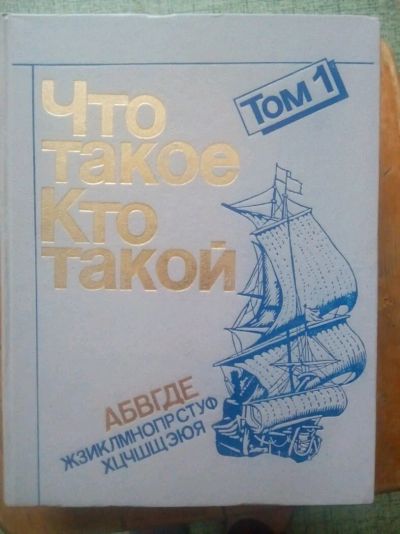 Том 1
Что
такое
Кто
такой
АБВГДЕ
ЖЗИКЛМНОПРСТУФ
ХЦЧШЩЭЮЯ